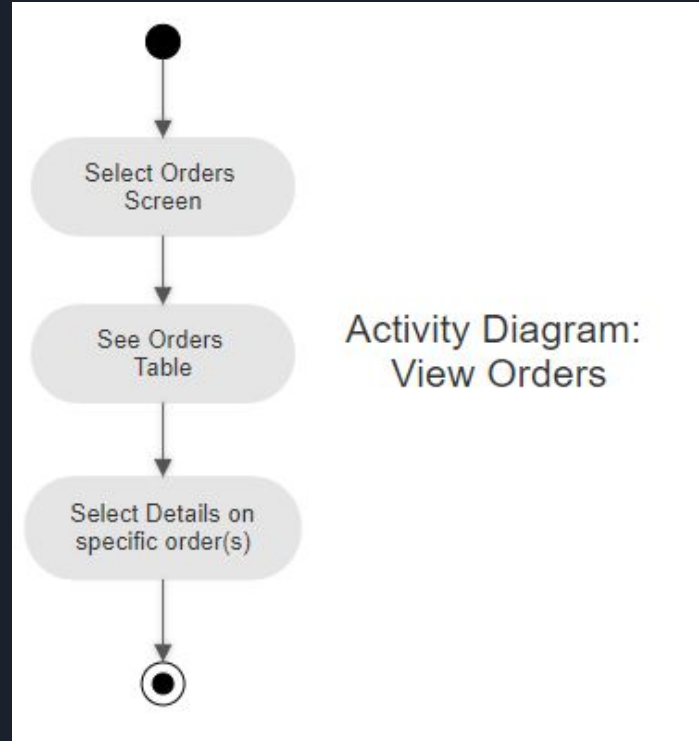 Select Orders
Screen
See Orders
Table
Activity Diagram:
View Orders
Select Details on
specific order(s)